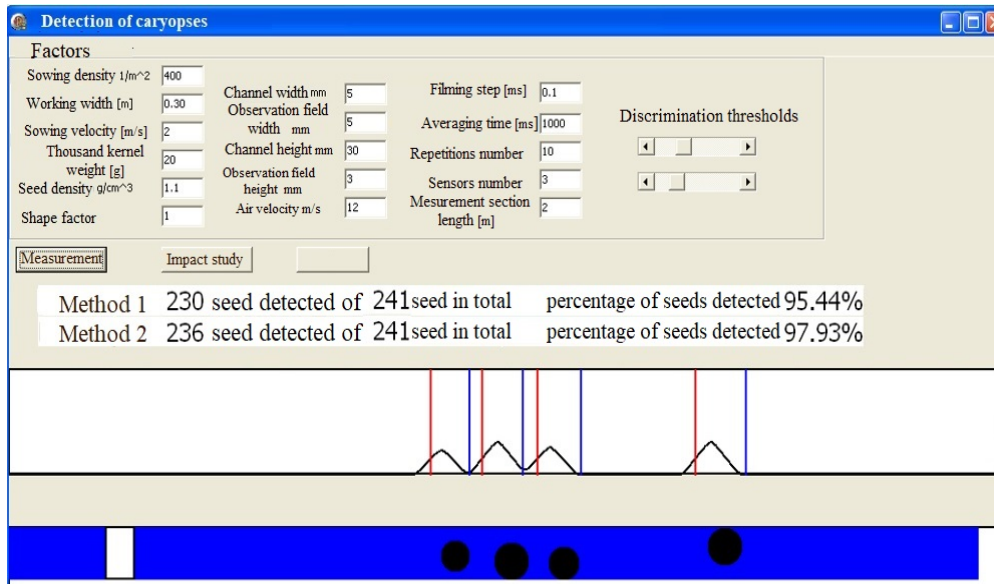 Detection of caryopses
Factors
Sowing density 1/m^2 400
Working width [m] 0.30
Sowing velocity [m/s] 2
Thousand kernel
weight [g] 20
Seed density g/cm^3 1.1
Shape factor 1
Channel width mm 5
Observation field
width mm 5
Channel height mm 30
Observation field
height mm 3
Air velocity m/s 12
Filming step [ms] 0.1
Averaging time [ms] 1000
Repetitions number 10
Sensors number 3
Mesurement section
length [m] 2
Discrimination thresholds
Measurement Impact study
Method 1 230 seed detected of 241 seed in total percentage of seeds detected 95.44%
Method 2 236 seed detected of 241 seed in total percentage of seeds detected 97.93%